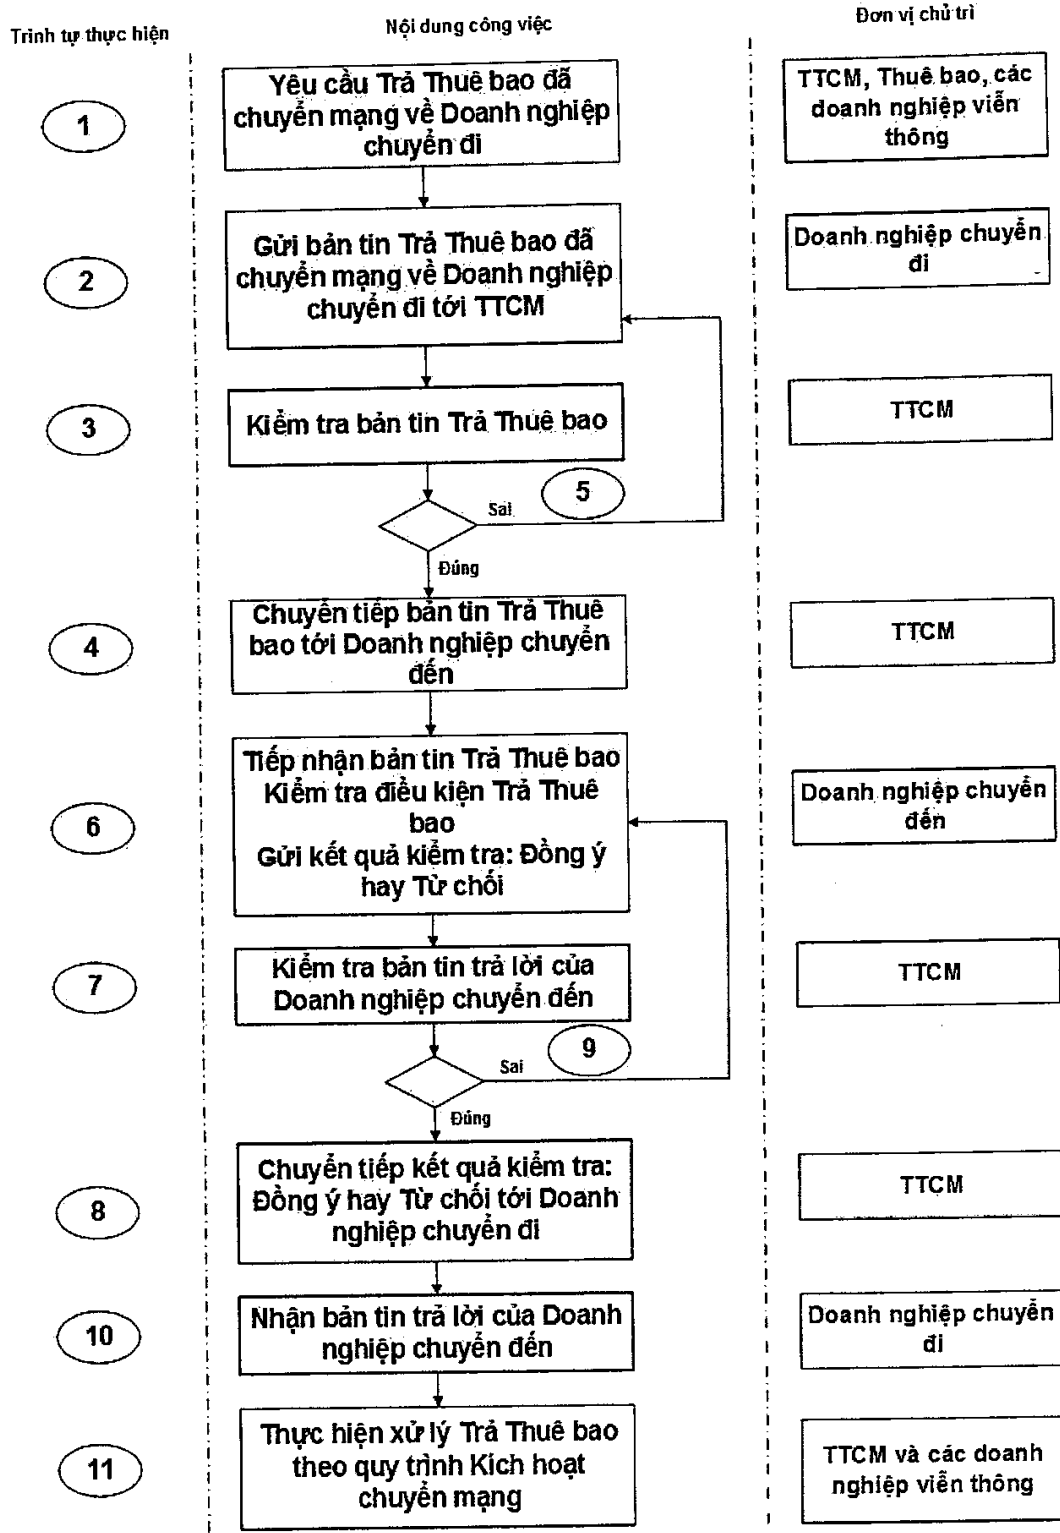 Trình tự thực hiện
Nội dung công việc
Đơn vị chủ trì
1
Yêu cầu Trả Thuê bao đã
chuyển mạng về Doanh nghiệp
chuyển đi
TTCM, Thuê bao, các
doanh nghiệp viễn
thông
2
Gửi bản tin Trả Thuê bao đã
chuyển mạng về Doanh nghiệp
chuyển đi tới TTCM
Doanh nghiệp chuyển
đi
3
Kiểm tra bản tin Trả Thuê bao
TTCM
5
Sai
Đúng
4
Chuyển tiếp bản tin Trả Thuê
bao tới Doanh nghiệp chuyển
đến
TTCM
6
Tiếp nhận bản tin Trả Thuê bao
Kiểm tra điều kiện Trả Thuê
bao
Gửi kết quả kiểm tra: Đồng ý
hay Từ chối
Doanh nghiệp chuyển
đến
7
Kiểm tra bản tin trả lời của
Doanh nghiệp chuyển đến
TTCM
9
Sai
Đúng
8
Chuyển tiếp kết quả kiểm tra:
Đồng ý hay Từ chối tới Doanh
nghiệp chuyển đi
TTCM
10
Nhận bản tin trả lời của Doanh
nghiệp chuyển đến
Doanh nghiệp chuyển
đi
11
Thực hiện xử lý Trả Thuê bao
theo quy trình Kích hoạt
chuyển mạng
TTCM và các doanh
nghiệp viễn thông